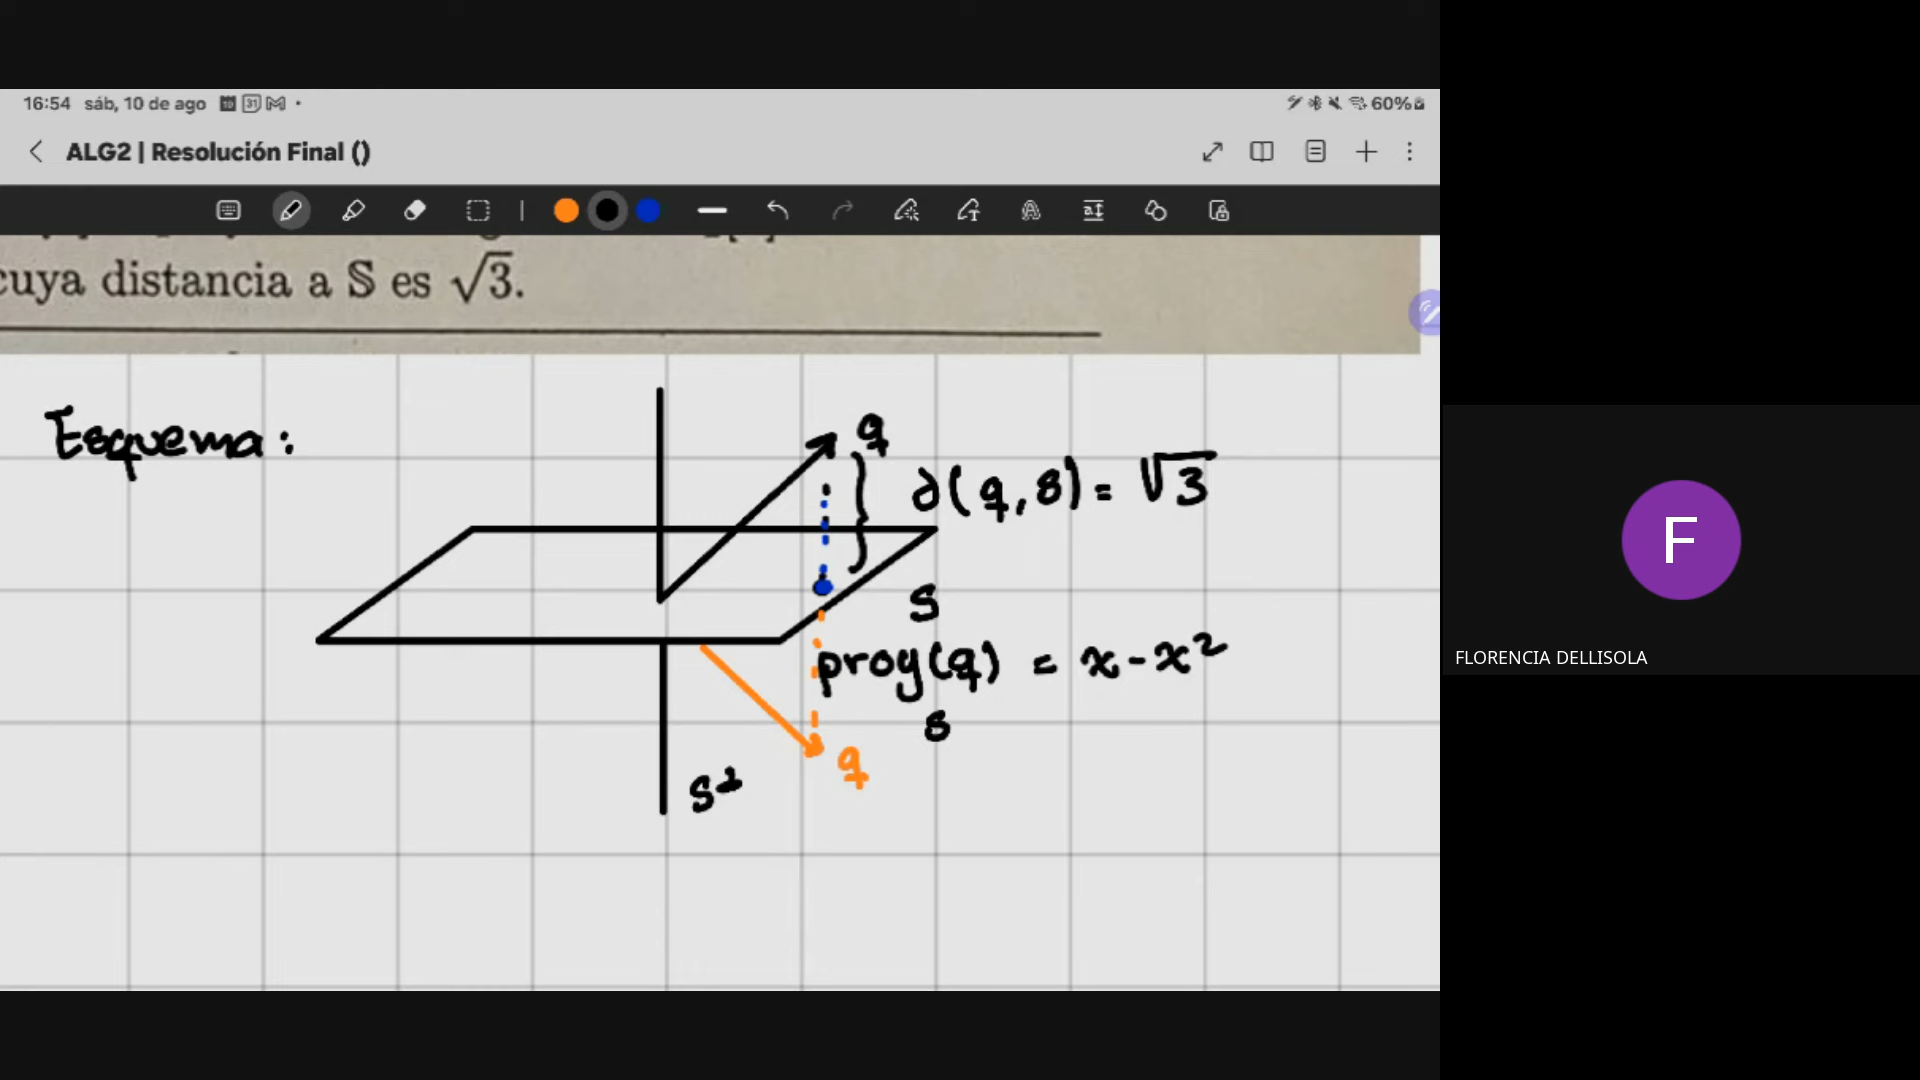 16:54 sáb, 10 de ago 31 60%
ALG2 | Resolución Final ()
cuya distancia a S es √3.
Esquema:
q
d(q,S) = √3
S
proy(q) = x-x²
S
q
S⊥
F
FLORENCIA DELLISOLA